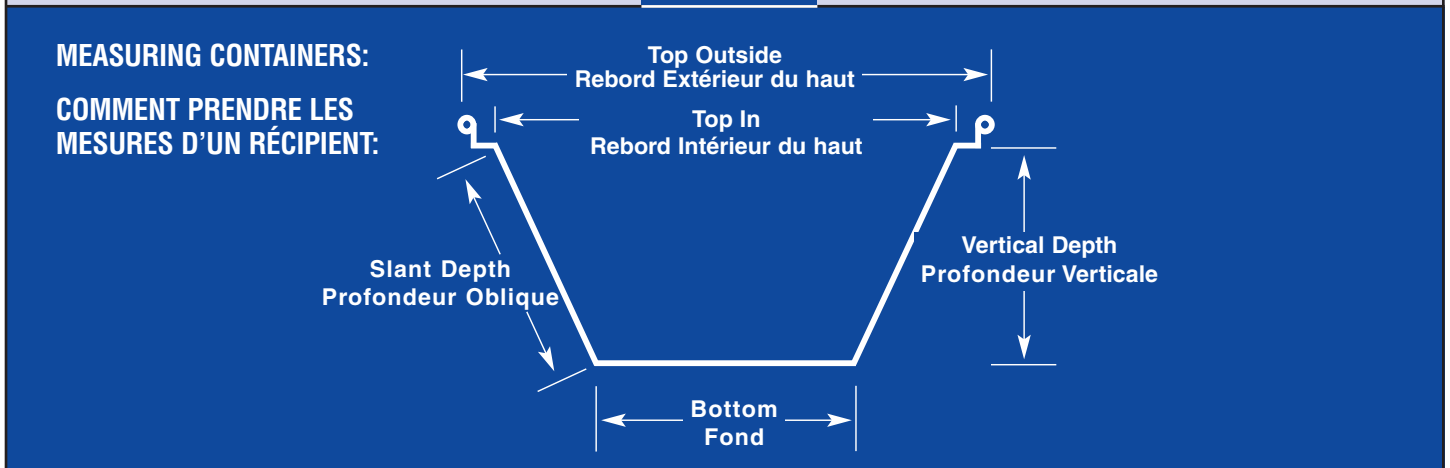 MEASURING CONTAINERS:
COMMENT PRENDRE LES
MESURES D’UN RÉCIPIENT:
Top Outside
Rebord Extérieur du haut
Top In
Rebord Intérieur du haut
Slant Depth
Profondeur Oblique
Vertical Depth
Profondeur Verticale
Bottom
Fond